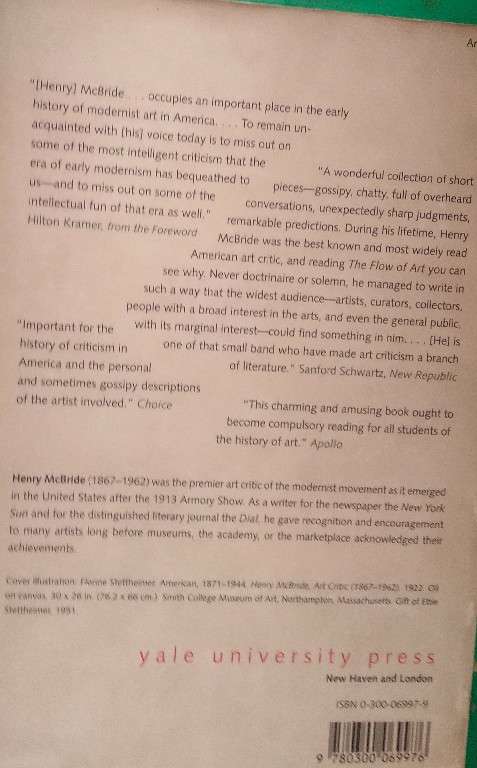 Ar
"[Henry] McBride . . . occupies an important place in the early
history of modernist art in America. . . . To remain un-
acquainted with [his] voice today is to miss out on
some of the most intelligent criticism that the
era of early modernism has bequeathed to
us—and to miss out on some of the
intellectual fun of that era as well."
Hilton Kramer, from the Foreword
"A wonderful collection of short
pieces—gossipy, chatty, full of overheard
conversations, unexpectedly sharp judgments,
remarkable predictions. During his lifetime, Henry
McBride was the best known and most widely read
American art critic, and reading The Flow of Art you can
see why. Never doctrinaire or solemn, he managed to write in
such a way that the widest audience—artists, curators, collectors,
people with a broad interest in the arts, and even the general public,
with its marginal interest—could find something in him. . . . [He] is
one of that small band who have made art criticism a branch
of literature." Sanford Schwartz, New Republic
"Important for the
history of criticism in
America and the personal
and sometimes gossipy descriptions
of the artist involved." Choice
"This charming and amusing book ought to
become compulsory reading for all students of
the history of art." Apollo
Henry McBride (1867–1962) was the premier art critic of the modernist movement as it emerged
in the United States after the 1913 Armory Show. As a writer for the newspaper the New York
Sun and for the distinguished literary journal the Dial, he gave recognition and encouragement
to many artists long before museums, the academy, or the marketplace acknowledged their
achievements.
Cover illustration: Florine Stettheimer, American, 1871–1944, Henry McBride, Art Critic (1867–1962). 1922. Oil
on canvas, 30 x 26 in. (76.2 x 66 cm.). Smith College Museum of Art, Northampton, Massachusetts. Gift of Ettie
Stettheimer, 1951.
yale university press
New Haven and London
ISBN 0-300-06997-9
9 780300 069976